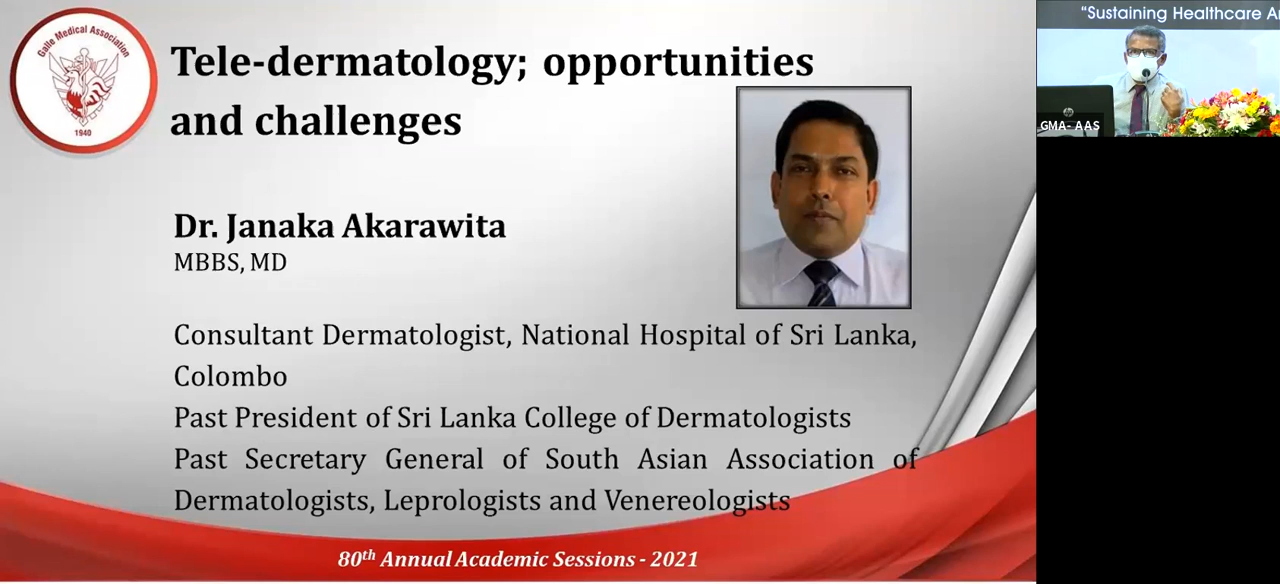 Galle Medical Association
1940
Tele-dermatology; opportunities
and challenges
Dr. Janaka Akarawita
MBBS, MD
Consultant Dermatologist, National Hospital of Sri Lanka,
Colombo
Past President of Sri Lanka College of Dermatologists
Past Secretary General of South Asian Association of
Dermatologists, Leprologists and Venereologists
80th Annual Academic Sessions - 2021
"Sustaining Healthcare
GMA- AAS